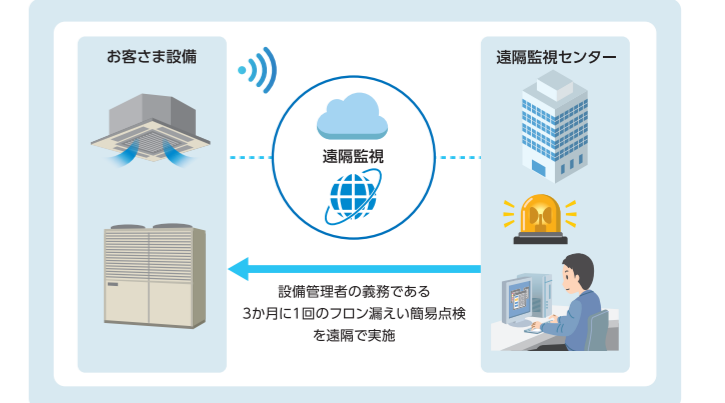 お客さま設備
遠隔監視センター
遠隔監視
設備管理者の義務である
3か月に1回のフロン漏えい簡易点検
を遠隔で実施